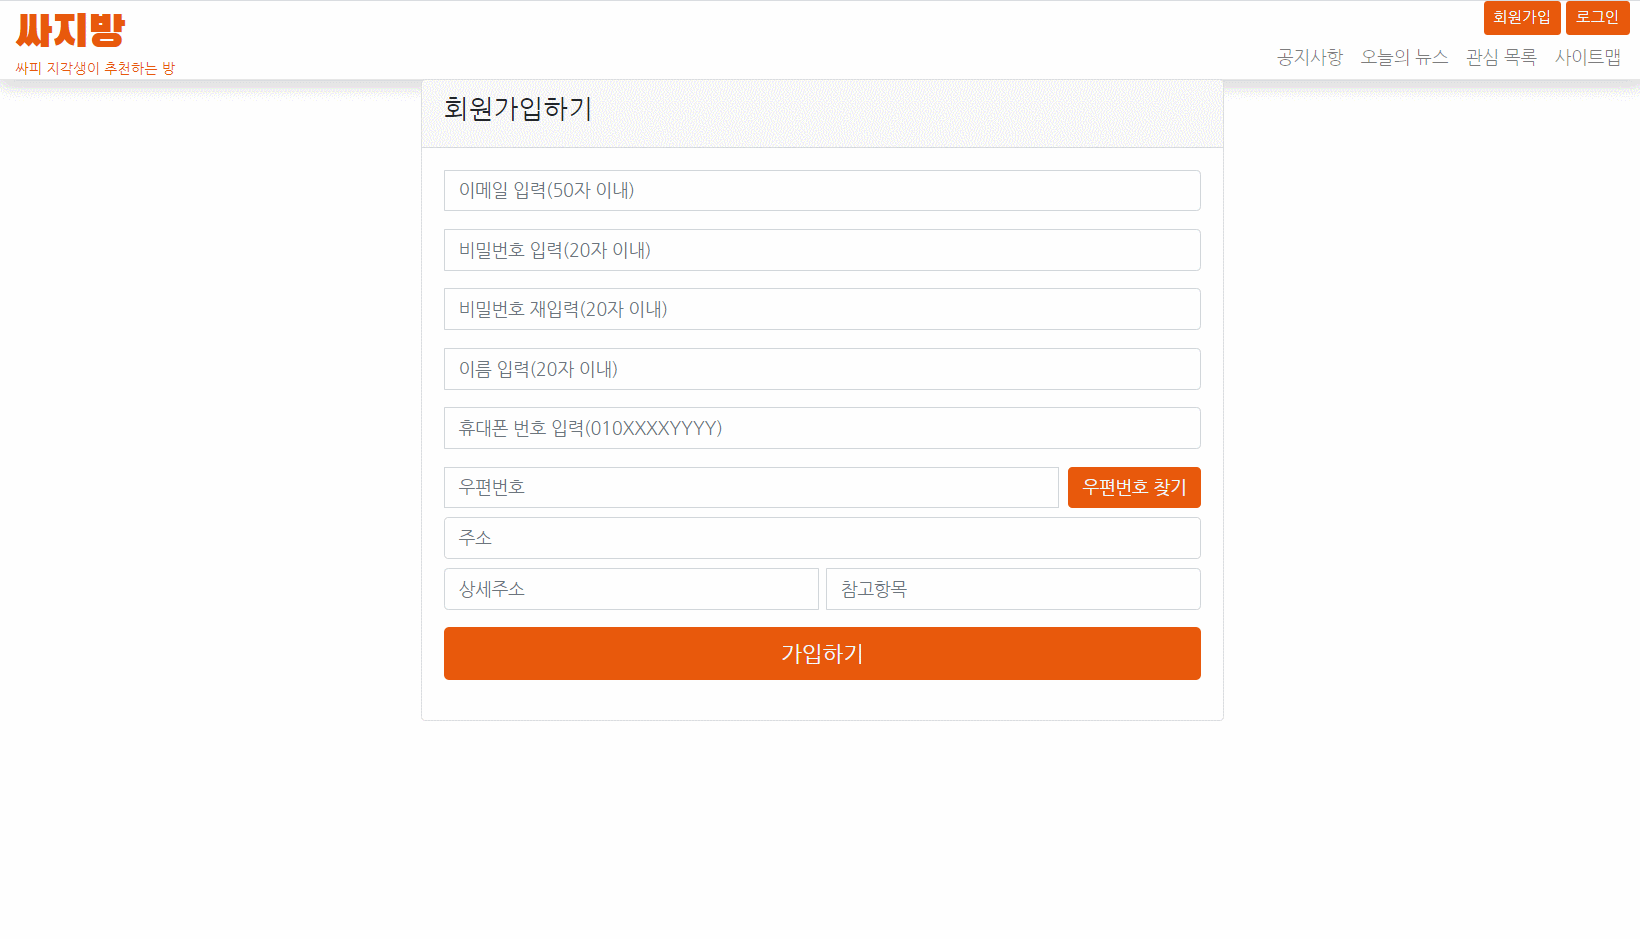 싸지방
싸피 지각생이 추천하는 방
회원가입 로그인
공지사항 오늘의 뉴스 관심 목록 사이트맵
회원가입하기
이메일 입력(50자 이내)
비밀번호 입력(20자 이내)
비밀번호 재입력(20자 이내)
이름 입력(20자 이내)
휴대폰 번호 입력(010XXXXYYYY)
우편번호 우편번호 찾기
주소
상세주소 참고항목
가입하기